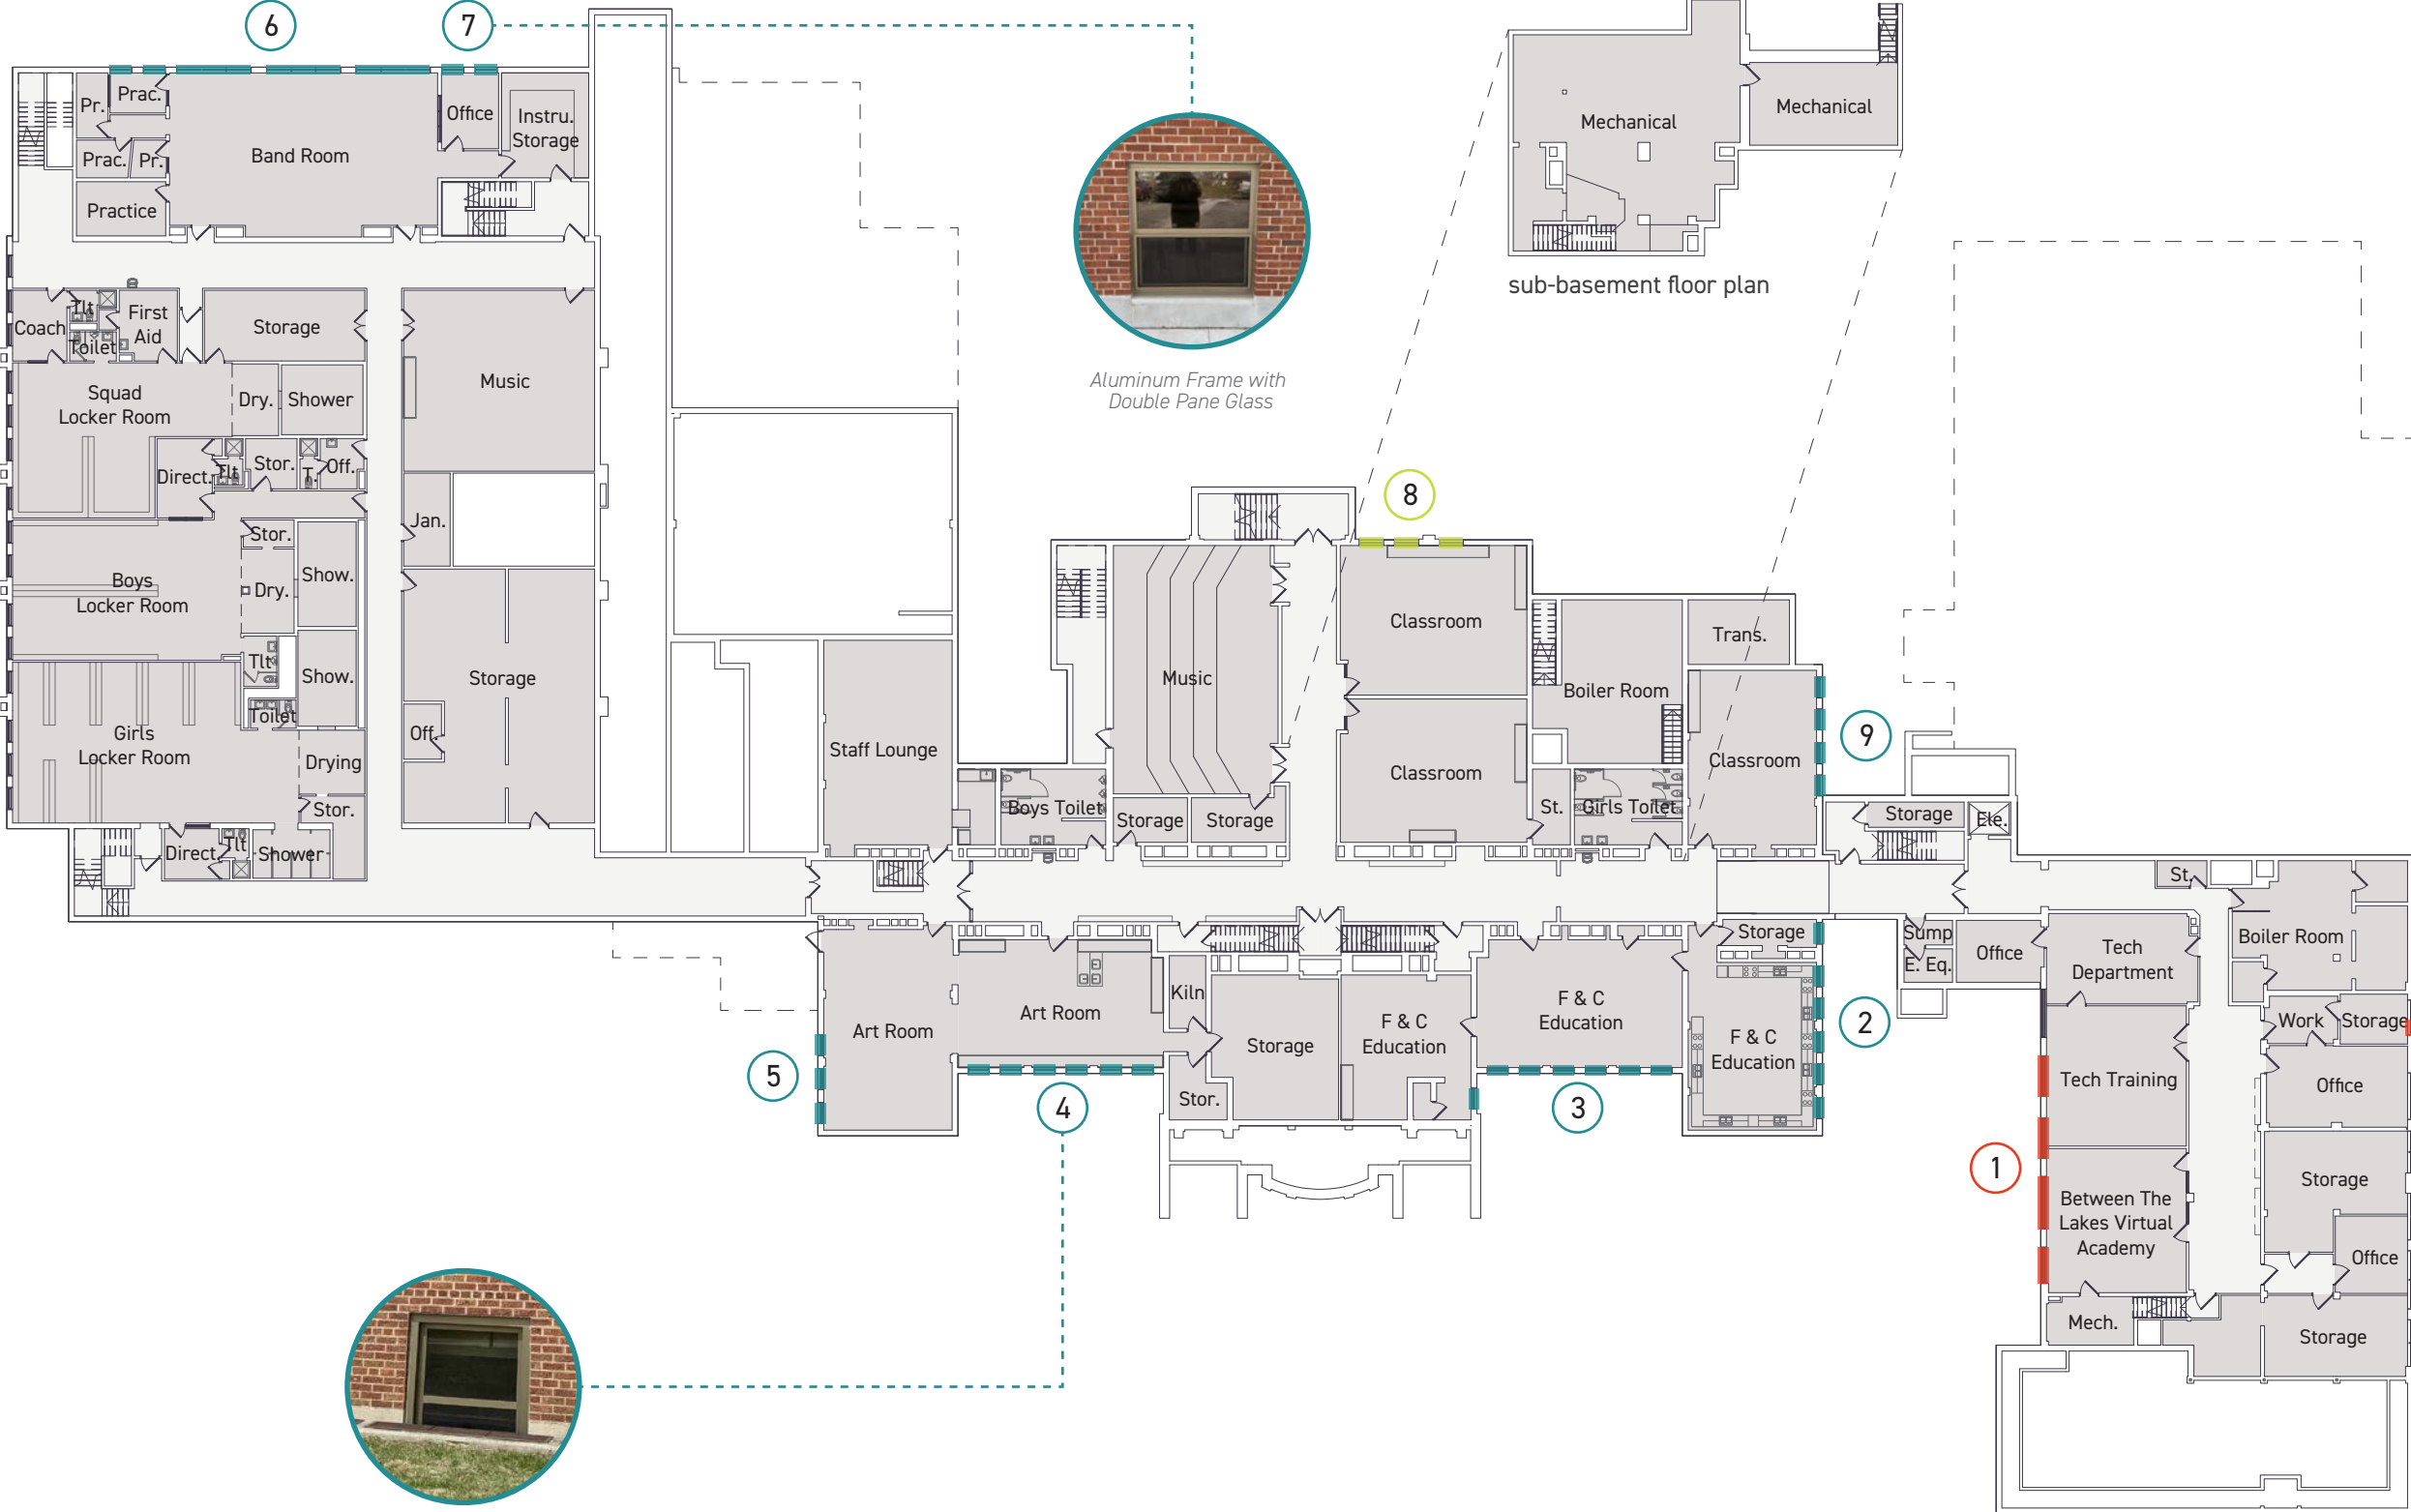 6
7
Pr.
Prac.
Band Room
Office
Instru.
Storage
Prac.
Pr.
Practice
Mechanical
Mechanical
sub-basement floor plan
Aluminum Frame with
Double Pane Glass
Coach
Tlt
Toilet
First
Aid
Storage
Music
Squad
Locker Room
Dry.
Shower
Direct.
Tlt
Stor.
T.
Off.
Jan.
Stor.
Boys
Locker Room
Dry.
Show.
Tlt
Show.
Toilet
Girls
Locker Room
Drying
Stor.
Direct.
Tlt
Shower
Storage
Off.
Staff Lounge
Boys Toilet
Music
Storage
Storage
8
Classroom
Classroom
Boiler Room
Trans.
Classroom
St.
Girls Toilet
9
Storage
Ele.
St.
Sump
E. Eq.
Office
Tech
Department
Boiler Room
Work
Storage
Tech Training
Office
Storage
Between The
Lakes Virtual
Academy
Office
Mech.
Storage
1
2
Storage
F & C
Education
F & C
Education
3
F & C
Education
Storage
Kiln
Stor.
Art Room
Art Room
4
5